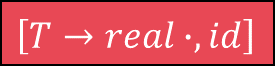 [T → real ·, id]